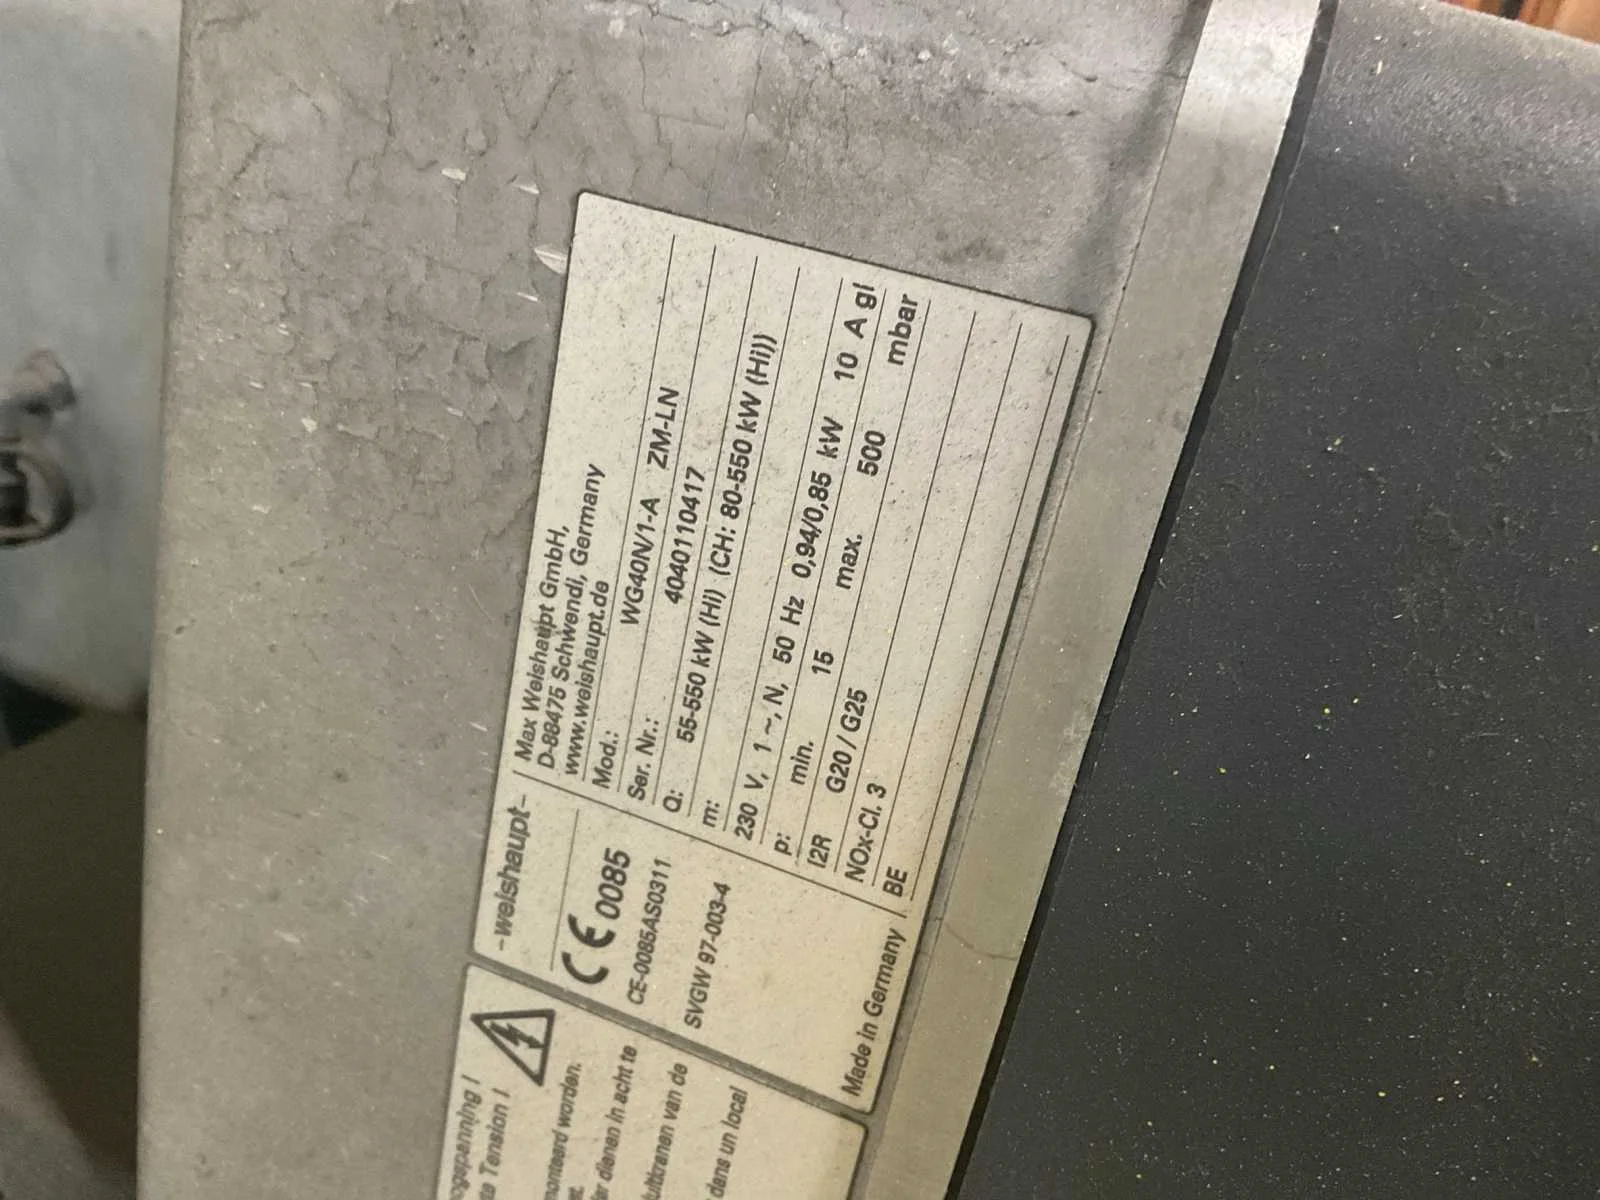 -weishaupt-
Max Weishaupt GmbH,
D-88475 Schwendi, Germany
www.weishaupt.de
Mod.: WG40N/1-A ZM-LN
Ser. Nr.: 4040110417
Q: 55-550 kW (Hi) (CH: 80-550 kW (Hi))
m:
230 V, 1 ~, N, 50 Hz 0,94/0,85 kW 10 A gl
p: min. 15 max. 500 mbar
I2R G20 / G25
NOx-Cl. 3
BE
CE 0085
CE-0085AS0311
SVGW 97-003-4
Made in Germany
Tension !
monteerd worden.
dienen in acht te
van de
dans un local